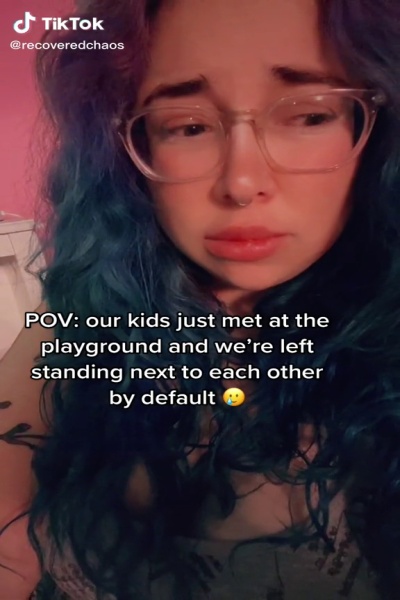 TikTok
@recoveredchaos
POV: our kids just met at the
playground and we're left
standing next to each other
by default 🥲